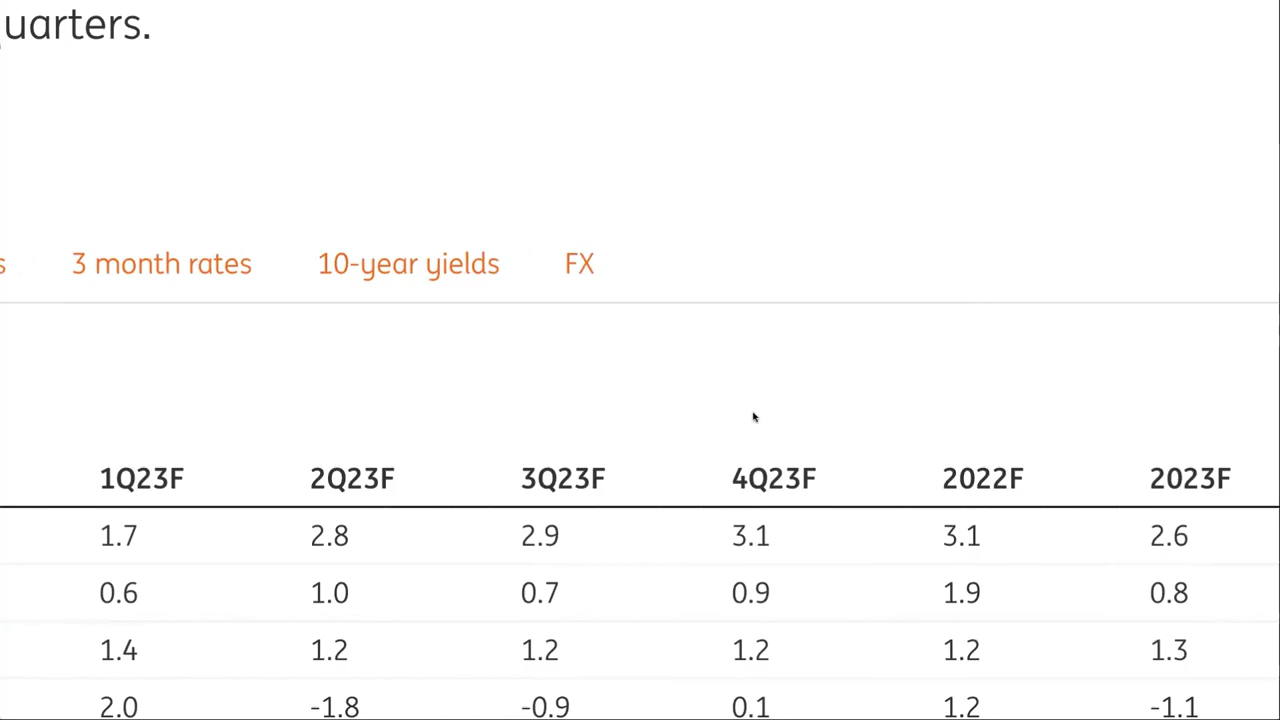 uarters.
s 3 month rates 10-year yields FX
1Q23F 2Q23F 3Q23F 4Q23F 2022F 2023F
1.7 2.8 2.9 3.1 3.1 2.6
0.6 1.0 0.7 0.9 1.9 0.8
1.4 1.2 1.2 1.2 1.2 1.3
2.0 -1.8 -0.9 0.1 1.2 -1.1